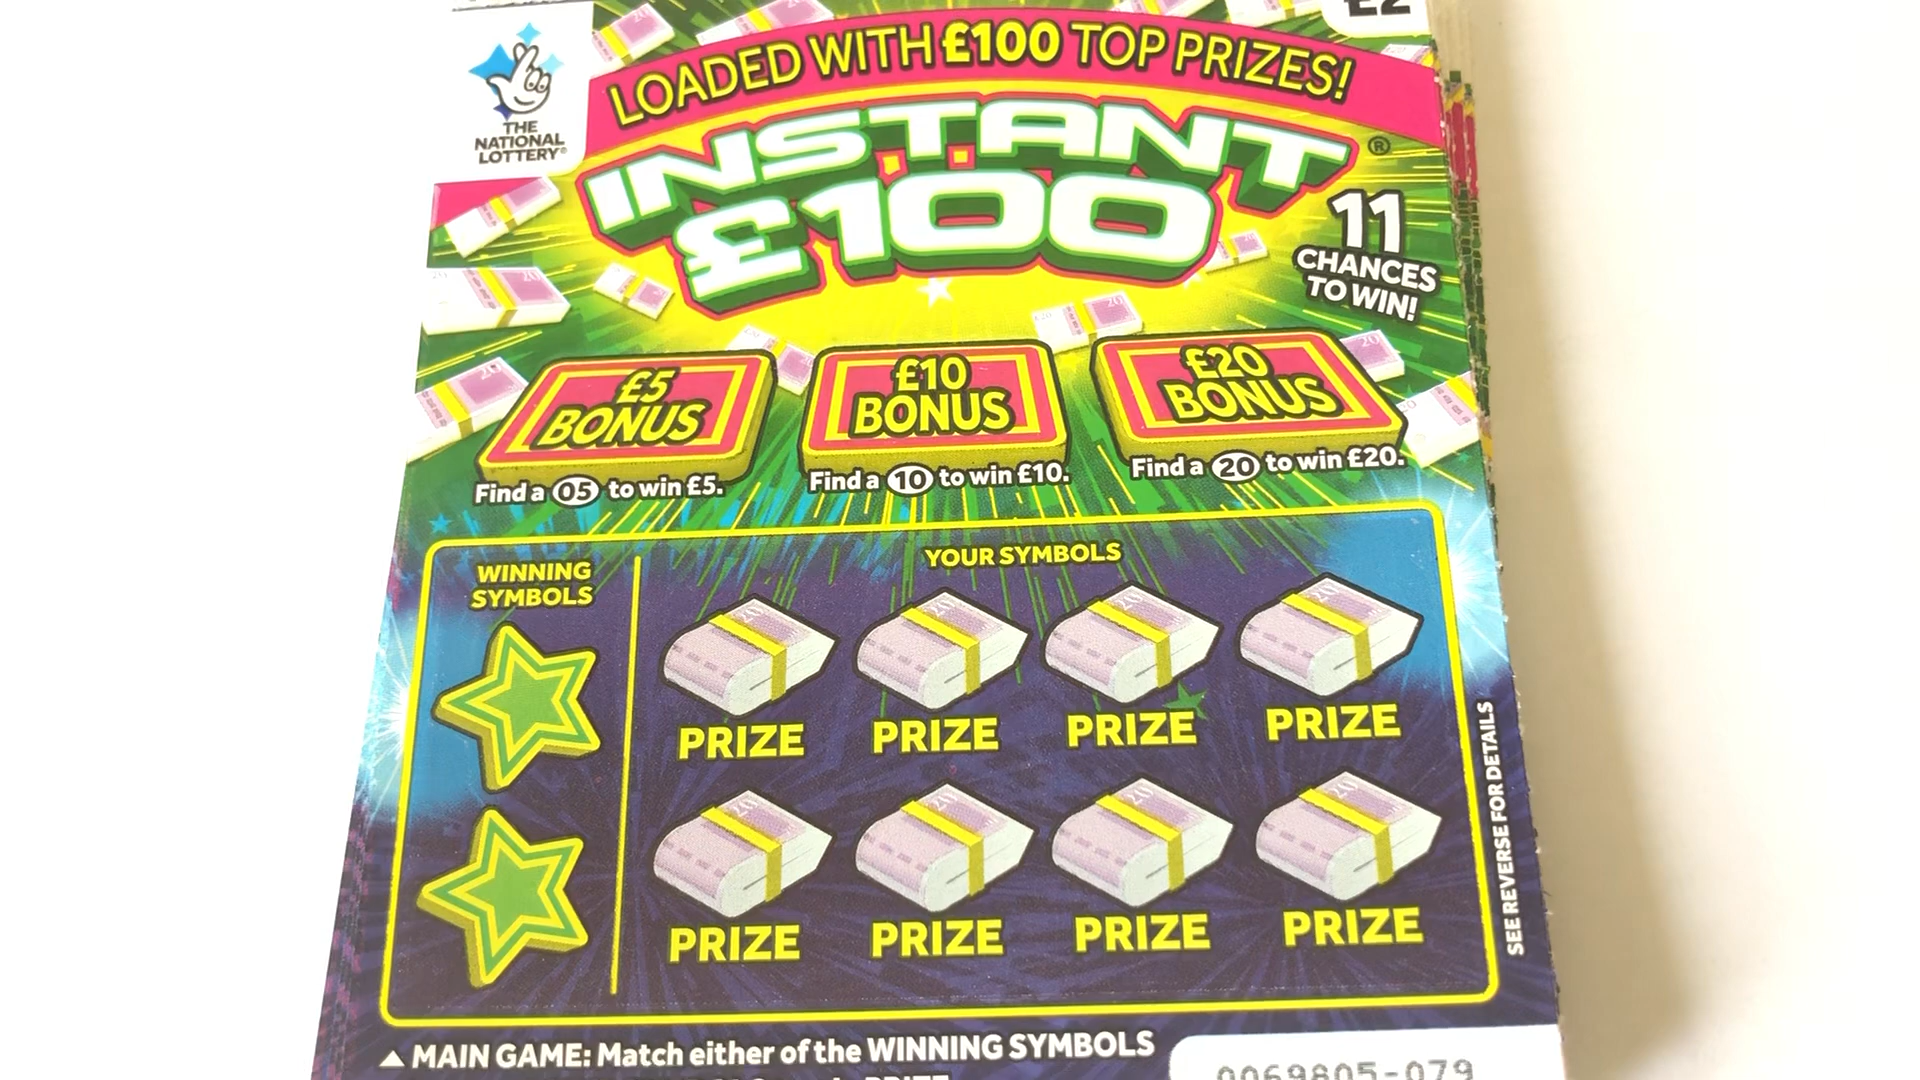 £2
THE
NATIONAL
LOTTERY®
LOADED WITH £100 TOP PRIZES!
INSTANT
£100
®
11
CHANCES
TO WIN!
£5
BONUS
£10
BONUS
£20
BONUS
Find a 05 to win £5.
Find a 10 to win £10.
Find a 20 to win £20.
WINNING
SYMBOLS
YOUR SYMBOLS
PRIZE PRIZE PRIZE PRIZE
PRIZE PRIZE PRIZE PRIZE
SEE REVERSE FOR DETAILS
MAIN GAME: Match either of the WINNING SYMBOLS
PRIZE
0069805-079